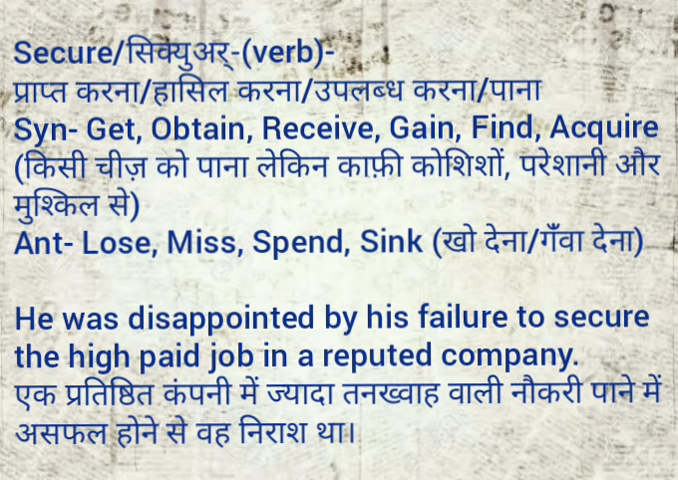 Secure/सिक्युअर्-(verb)-
प्राप्त करना/हासिल करना/उपलब्ध करना/पाना
Syn- Get, Obtain, Receive, Gain, Find, Acquire
(किसी चीज़ को पाना लेकिन काफ़ी कोशिशों, परेशानी और
मुश्किल से)
Ant- Lose, Miss, Spend, Sink (खो देना/गँवा देना)
He was disappointed by his failure to secure
the high paid job in a reputed company.
एक प्रतिष्ठित कंपनी में ज्यादा तनख्वाह वाली नौकरी पाने में
असफल होने से वह निराश था।